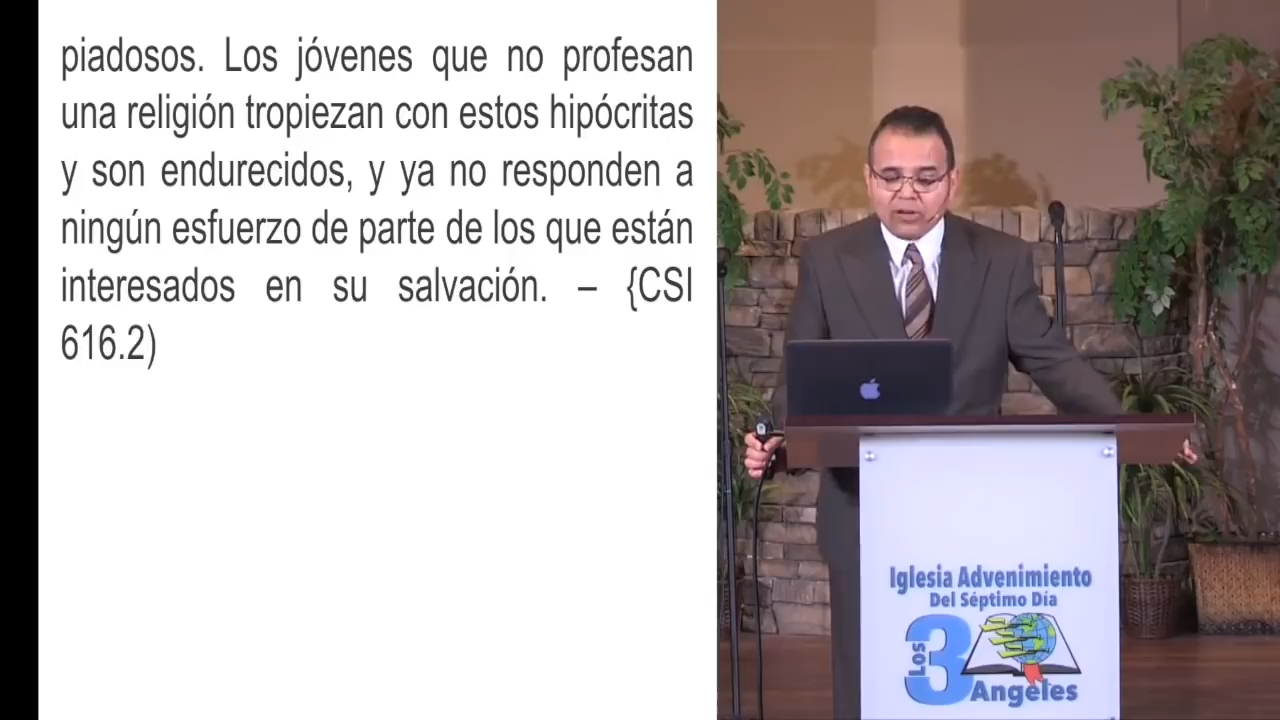 piadosos. Los jóvenes que no profesan
una religión tropiezan con estos hipócritas
y son endurecidos, y ya no responden a
ningún esfuerzo de parte de los que están
interesados en su salvación. – {CSI
616.2)
Iglesia Advenimiento
Del Séptimo Día
Los 3
Angeles